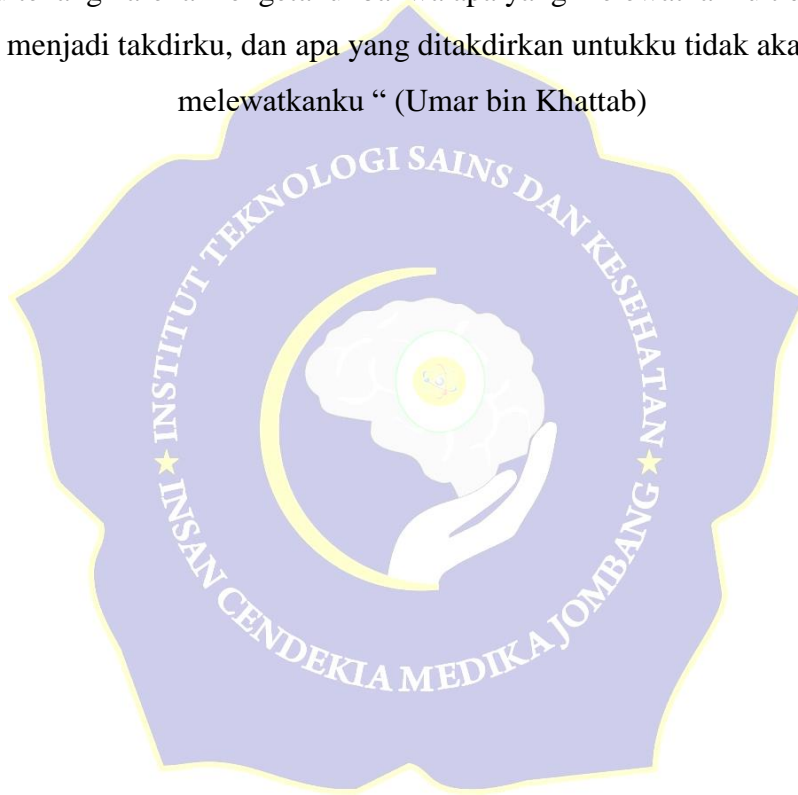 menjadi takdirku, dan apa yang ditakdirkan untukku tidak aka
melewatkanku “ (Umar bin Khattab)
INSTITUT TEKNOLOGI SAINS DAN KESEHATAN
INSAN CENDEKIA MEDIKA JOMBANG